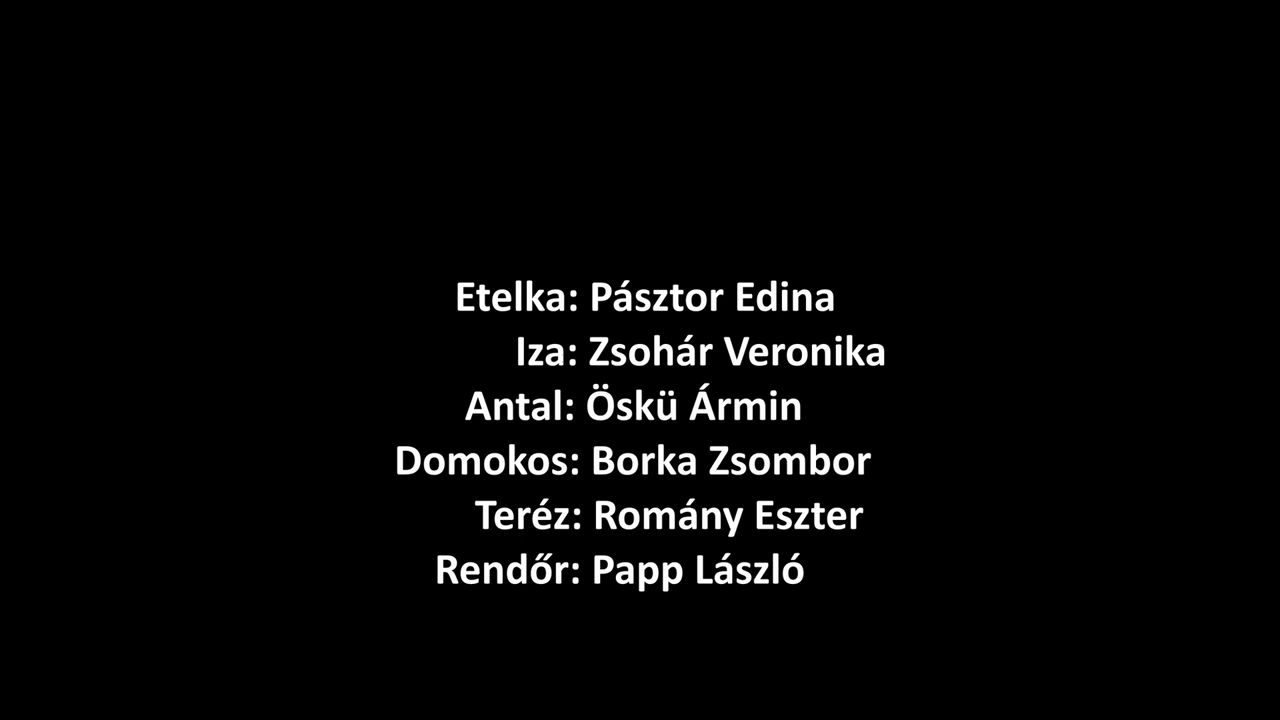 Etelka: Pásztor Edina
Iza: Zsohár Veronika
Antal: Öskü Ármin
Domokos: Borka Zsombor
Teréz: Romány Eszter
Rendőr: Papp László